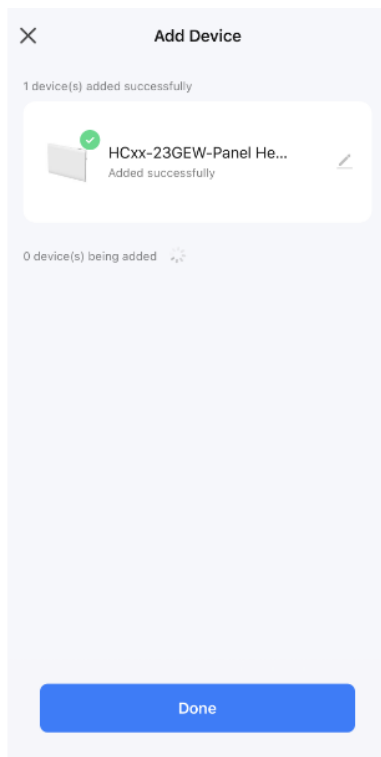 Add Device
1 device(s) added successfully
HCxx-23GEW-Panel He...
Added successfully
0 device(s) being added
Done